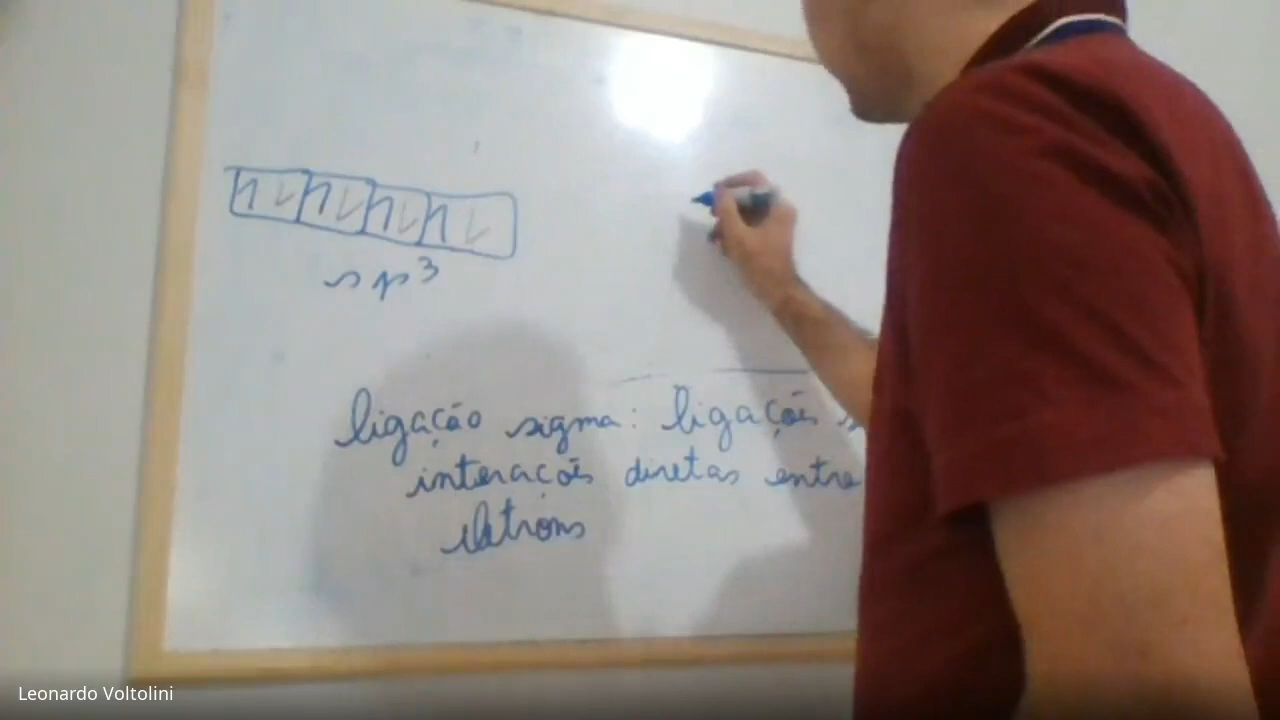 sp³
ligação sigma: ligações
interações diretas entre
elétrons
Leonardo Voltolini